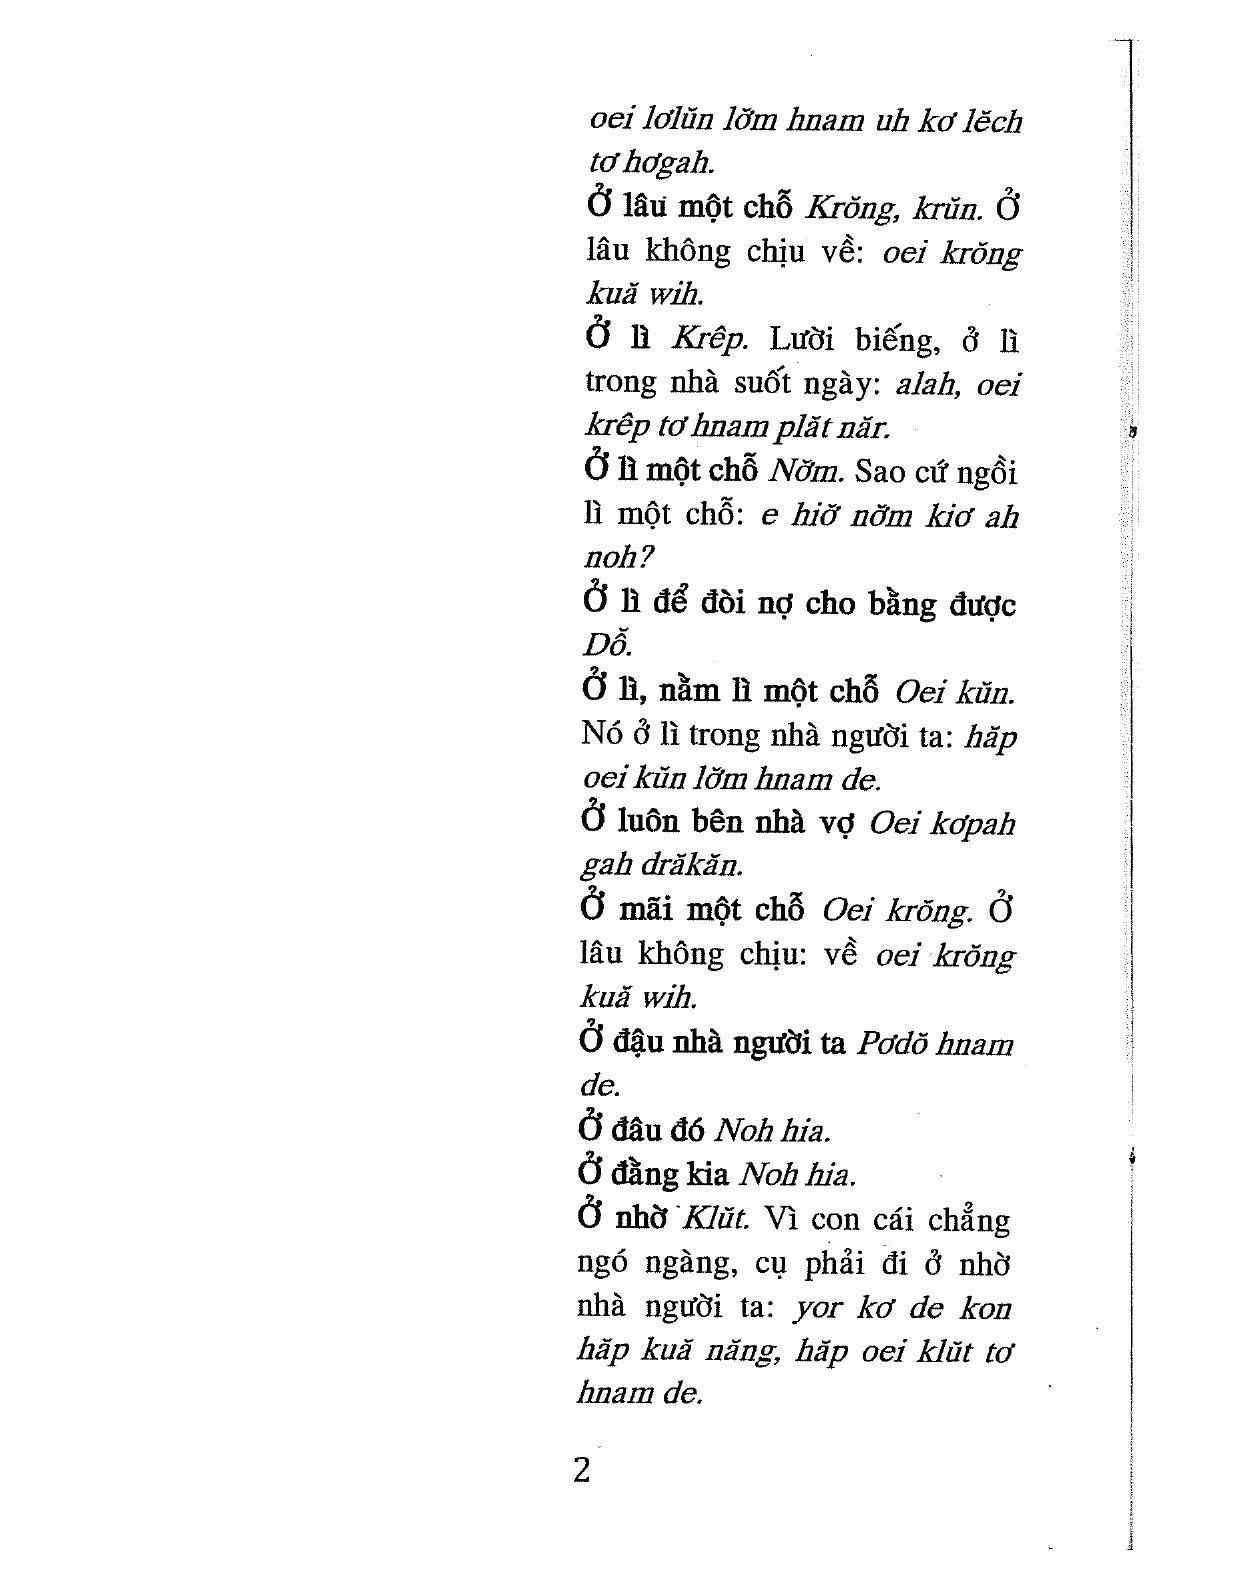 oei lơlŭn lơ̆m hnam uh kơ lĕch
tơ hơgah.
Ở lâu một chỗ Krŏng, krŭn. Ở
lâu không chịu về: oei krŏng
kuă wih.
Ở lì Krêp. Lười biếng, ở lì
trong nhà suốt ngày: alah, oei
krêp tơ hnam plăt năr.
Ở lì một chỗ Nơ̆m. Sao cứ ngồi
lì một chỗ: e hiơ̆ nơ̆m kiơ ah
noh?
Ở lì để đòi nợ cho bằng được
Dô̆.
Ở lì, nằm lì một chỗ Oei kŭn.
Nó ở lì trong nhà người ta: hăp
oei kŭn lơ̆m hnam de.
Ở luôn bên nhà vợ Oei kơpah
gah drăkăn.
Ở mãi một chỗ Oei krŏng. Ở
lâu không chịu: về oei krŏng
kuă wih.
Ở đậu nhà người ta Pơdŏ hnam
de.
Ở đâu đó Noh hia.
Ở đằng kia Noh hia.
Ở nhờ Klŭt. Vì con cái chẳng
ngó ngàng, cụ phải đi ở nhờ
nhà người ta: yor kơ de kon
hăp kuă năng, hăp oei klŭt tơ
hnam de.
2